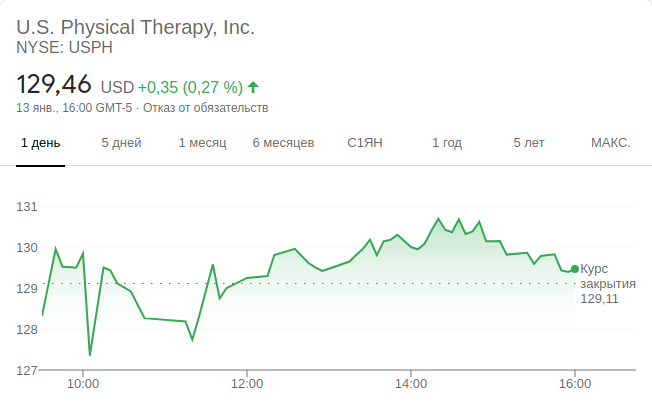 U.S. Physical Therapy, Inc.
NYSE: USPH
129,46 USD +0,35 (0,27 %)
13 янв., 16:00 GMT-5 · Отказ от обязательств
1 день 5 дней 1 месяц 6 месяцев С1ЯН 1 год 5 лет МАКС.
131
130
129
128
127
Курс
закрытия
129,11
10:00 12:00 14:00 16:00